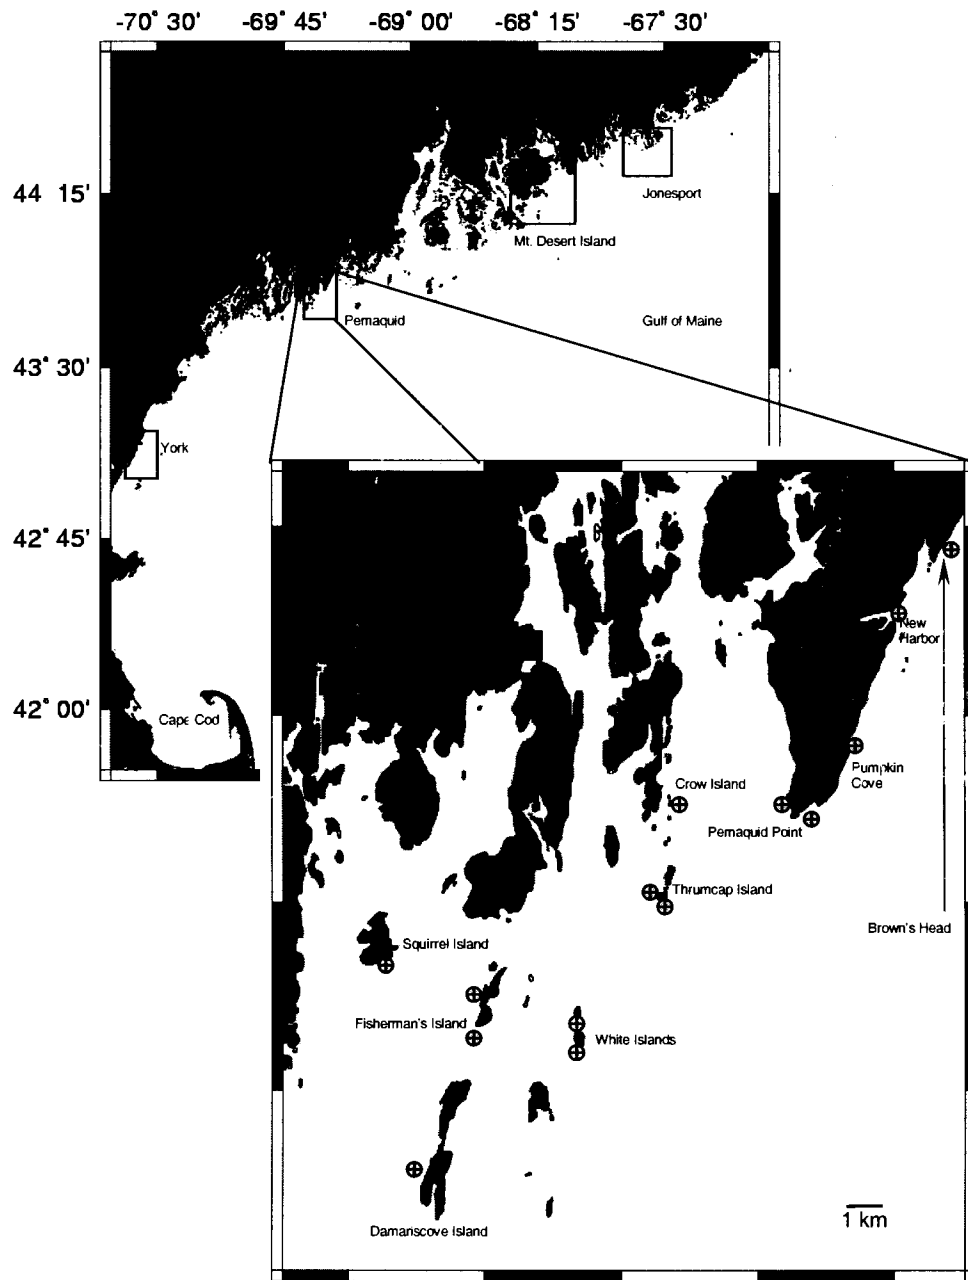 -70° 30' -69° 45' -69° 00' -68° 15' -67° 30'
44° 15'
Jonesport
Mt. Desert Island
Pemaquid
Gulf of Maine
43° 30'
York
42° 45'
42° 00'
Cape Cod
New
Harbor
Pumpkin
Cove
Crow Island
Pemaquid Point
Thrumcap Island
Brown's Head
Squirrel Island
Fisherman's Island
White Islands
Damariscove Island
1 km